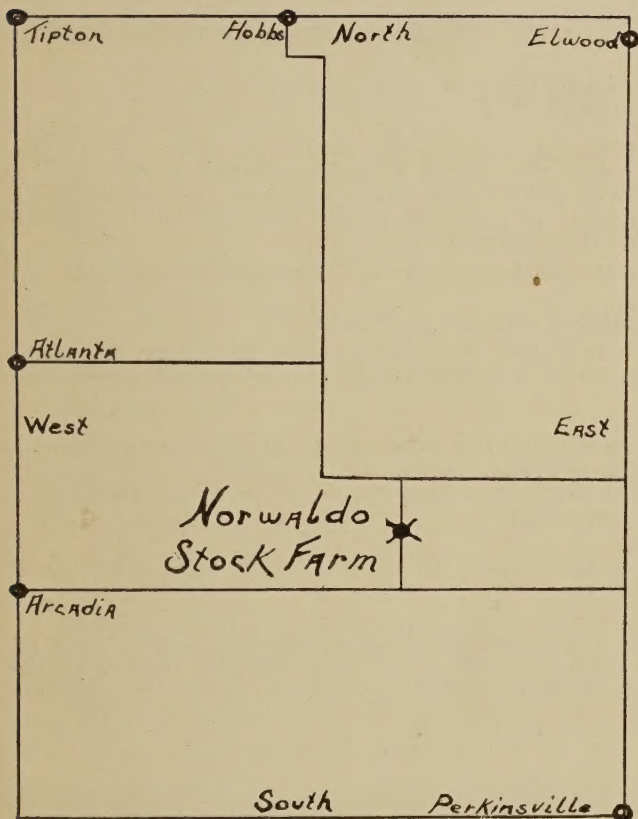 Tipton
Hobbs
North
Elwood
Atlanta
West
East
Norwaldo
Stock Farm
Arcadia
South
Perkinsville